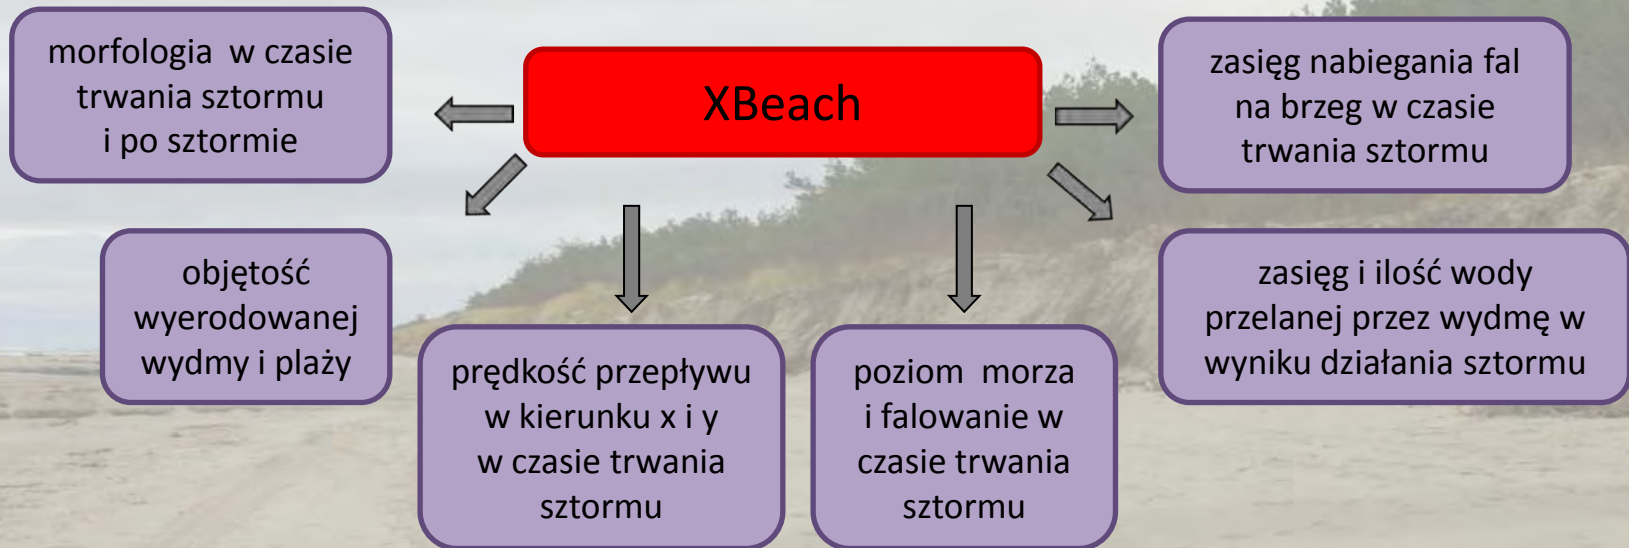 XBeach
morfologia w czasie
trwania sztormu
i po sztormie
objętość
wyerodowanej
wydmy i plaży
prędkość przepływu
w kierunku x i y
w czasie trwania
sztormu
poziom morza
i falowanie w
czasie trwania
sztormu
zasięg i ilość wody
przelanej przez wydmę w
wyniku działania sztormu
zasięg nabiegania fal
na brzeg w czasie
trwania sztormu